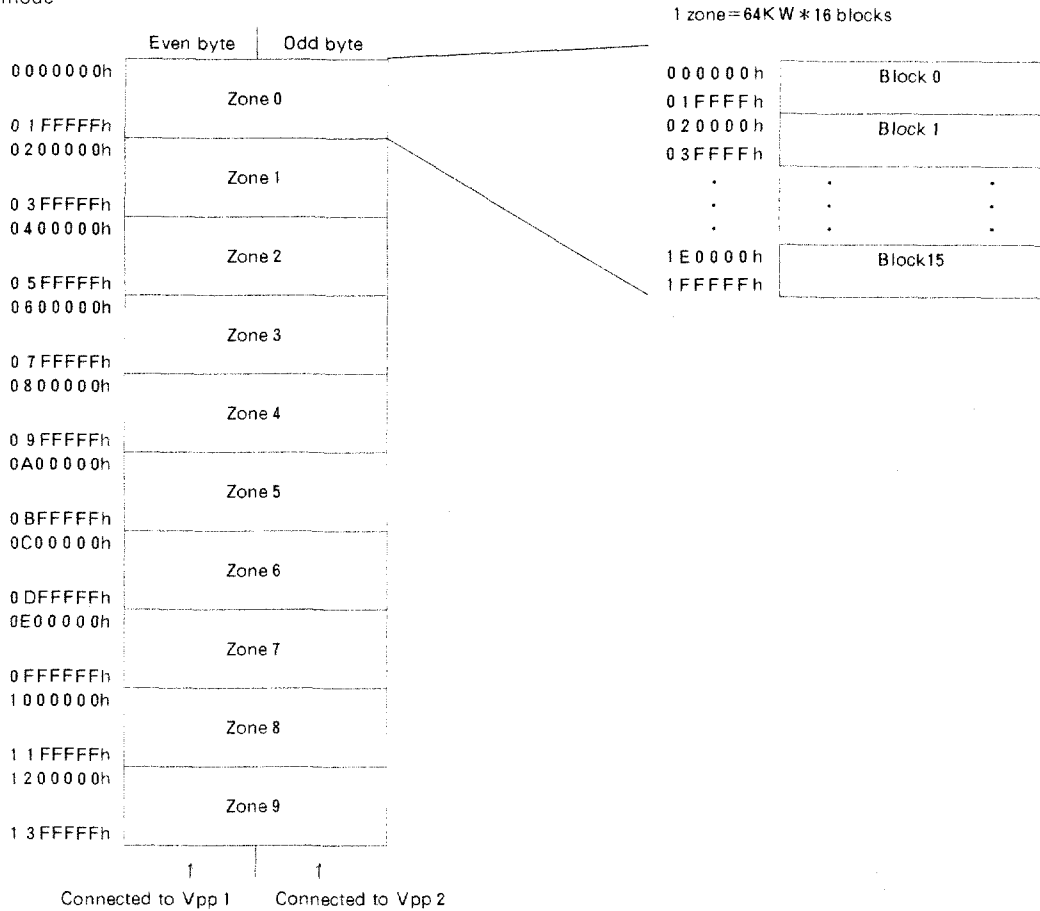 mode
1 zone=64KW*16 blocks
Even byte Odd byte
0000000h
Zone 0
01FFFFFh
0200000h
Zone 1
03FFFFFh
0400000h
Zone 2
05FFFFFh
0600000h
Zone 3
07FFFFFh
0800000h
Zone 4
09FFFFFh
0A00000h
Zone 5
0BFFFFFh
0C00000h
Zone 6
0DFFFFFh
0E00000h
Zone 7
0FFFFFFh
1000000h
Zone 8
11FFFFFh
1200000h
Zone 9
13FFFFFh
↑ ↑
Connected to Vpp 1 Connected to Vpp 2
000000h
Block 0
01FFFFh
020000h
Block 1
03FFFFh
1E0000h
Block15
1FFFFFh